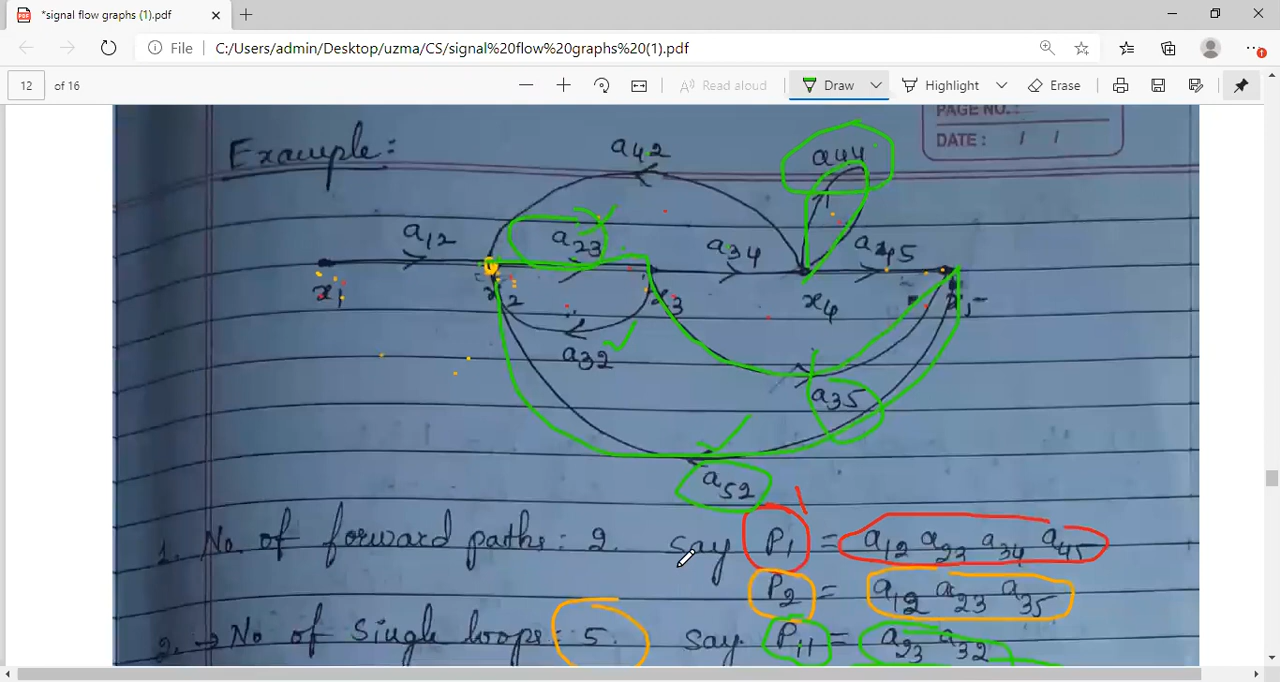 *signal flow graphs (1).pdf
File C:/Users/admin/Desktop/uzma/CS/signal%20flow%20graphs%20(1).pdf
12 of 16 Read aloud Draw Highlight Erase
PAGE NO.:
DATE: / /
Example:
a42
a44
a12 a23 a34 a45
x1 x2 x3 x4 x5
a32
a35
a52
1. No. of forward paths: 2. Say P1 = a12 a23 a34 a45
P2 = a12 a23 a35
2. → No of Single loops: 5. Say P11 = a23 a32